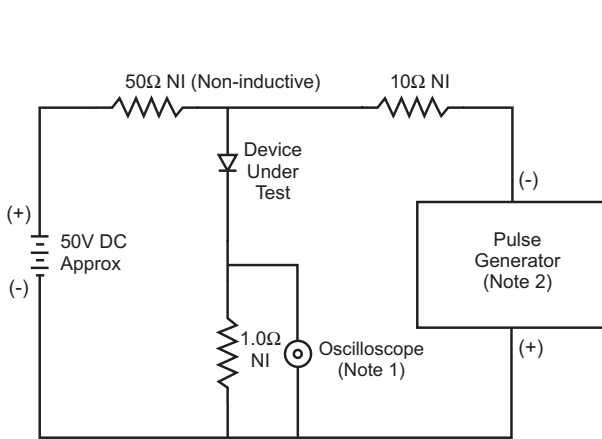 50Ω NI (Non-inductive)
10Ω NI
Device
Under
Test
(-)
(+)
50V DC
Approx
(-)
Pulse
Generator
(Note 2)
1.0Ω
NI
Oscilloscope
(Note 1)
(+)